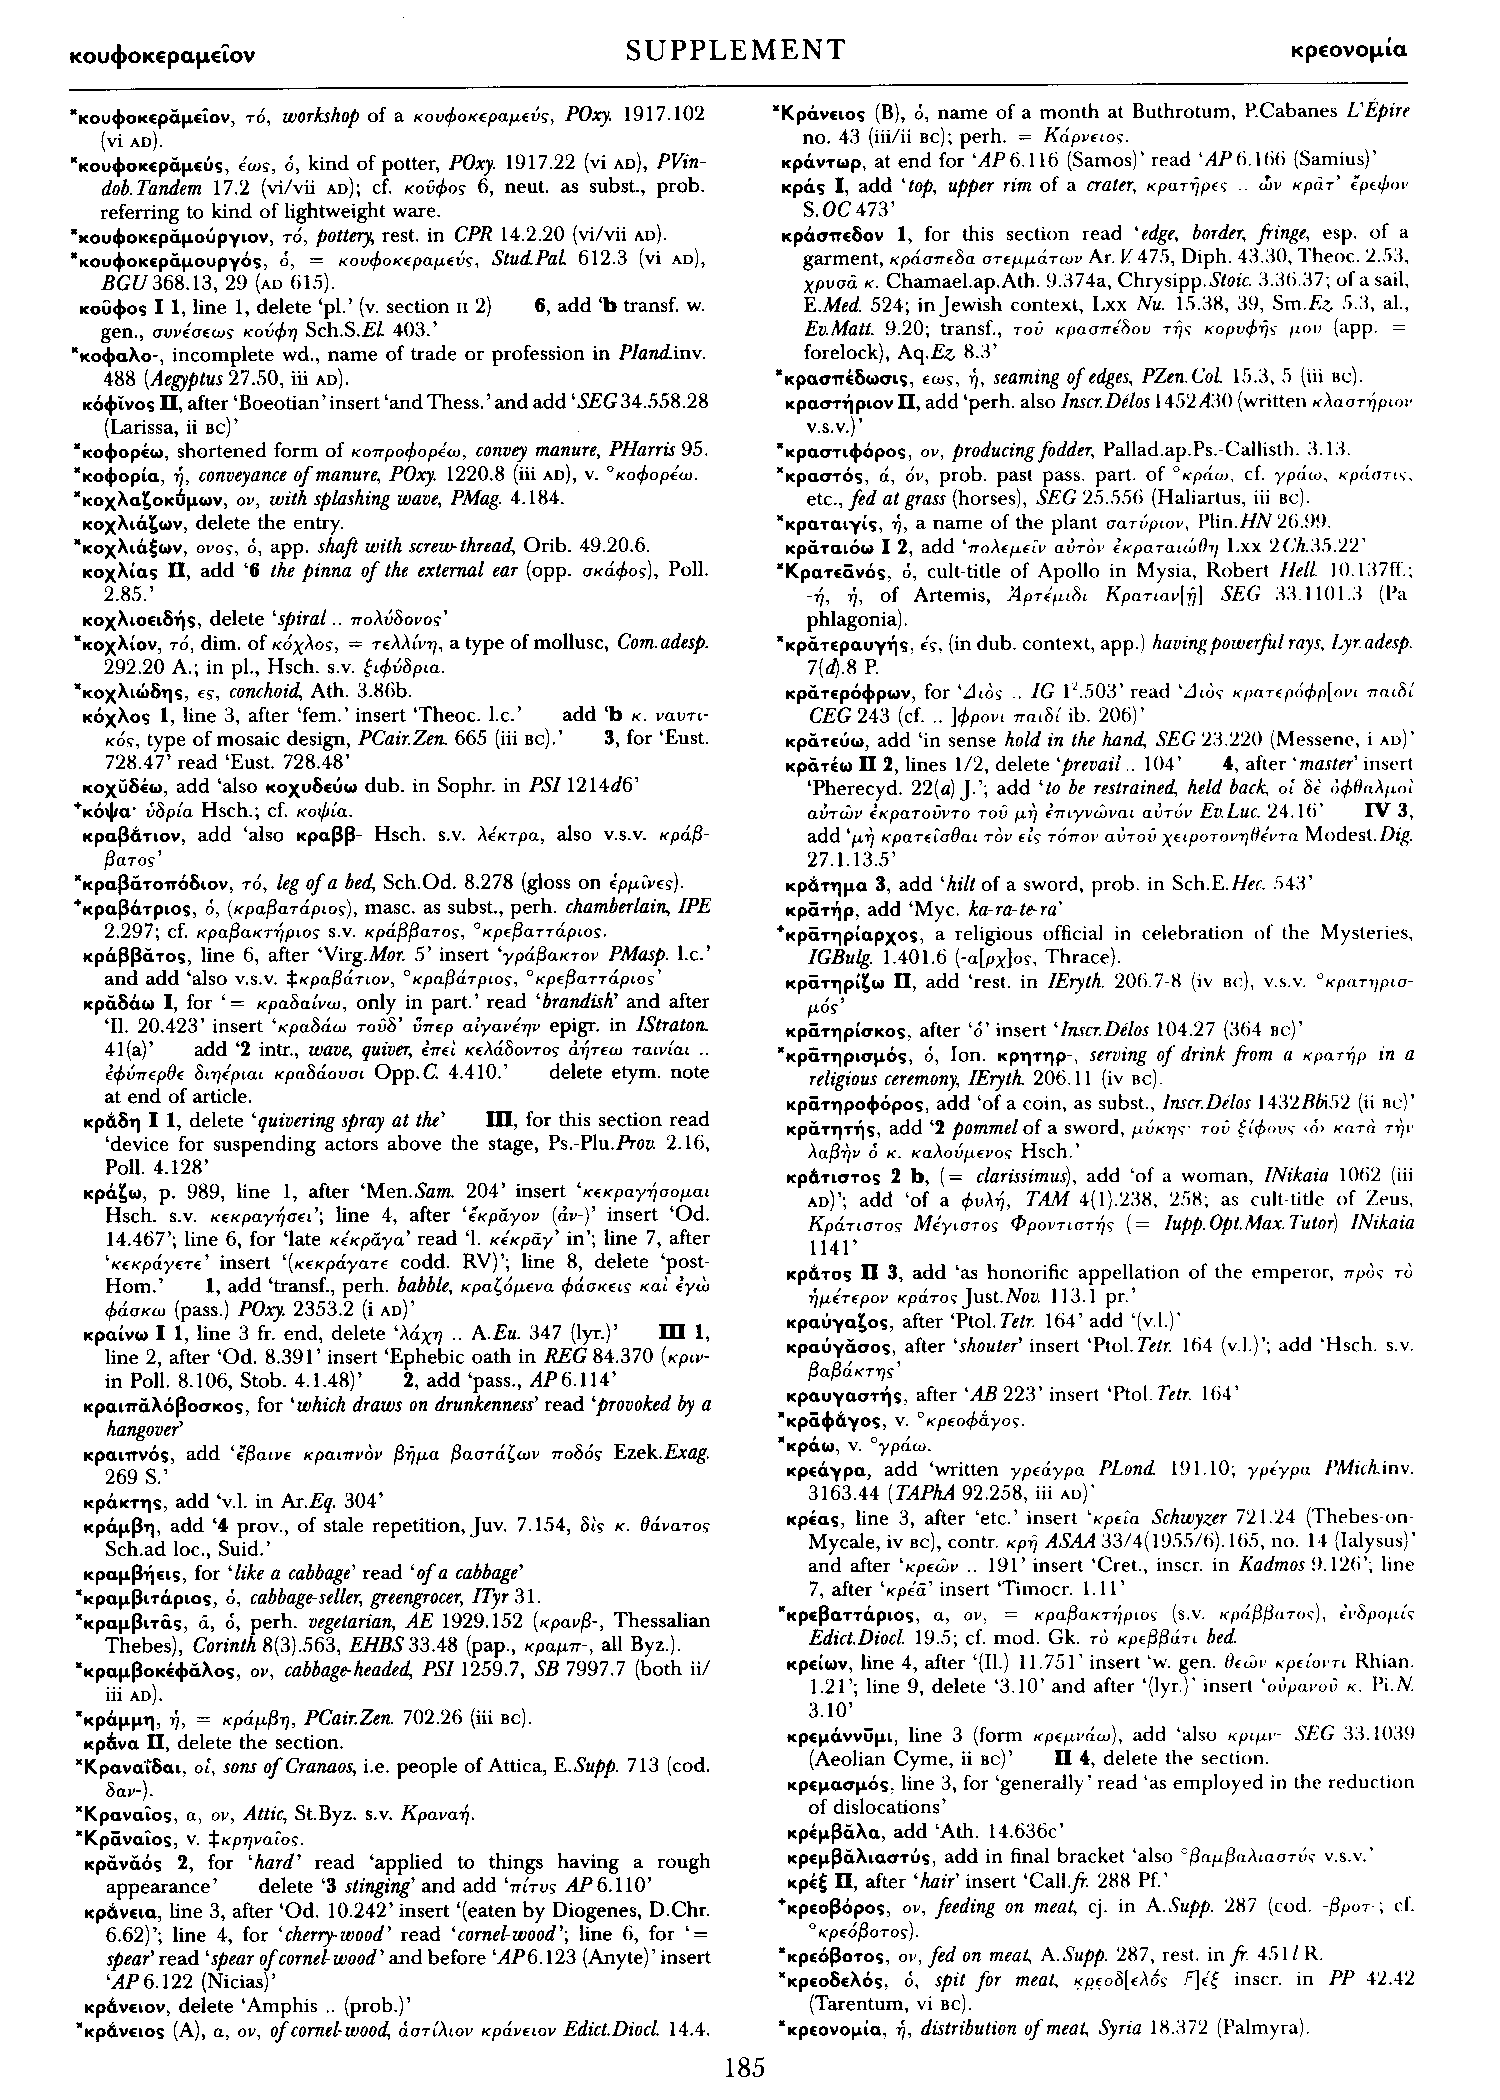 κουφοκεραμεῖον SUPPLEMENT κρεονομία
*κουφοκερᾰμεῖον, τό, workshop of a κουφοκεραμεύς, POxy. 1917.102
(vi AD).
*κουφοκερᾰμεύς, έως, ὁ, kind of potter, POxy. 1917.22 (vi AD), PVin-
dob.Tandem 17.2 (vi/vii AD); cf. κοῦφος 6, neut. as subst., prob.
referring to kind of lightweight ware.
*κουφοκερᾰμούργιον, τό, pottery, rest. in CPR 14.2.20 (vi/vii AD).
*κουφοκερᾰμουργός, ὁ, = κουφοκεραμεύς, Stud.Pal. 612.3 (vi AD),
BGU 368.13, 29 (AD 615).
κοῦφος I 1, line 1, delete ‘pl.’ (v. section II 2) 6, add ‘b transf. w.
gen., συνέσεως κούφη Sch.S.El. 403.’
*κοφαλο-, incomplete wd., name of trade or profession in PIand.inv.
488 (Aegyptus 27.50, iii AD).
κόφῐνος II, after ‘Boeotian’ insert ‘and Thess.’ and add ‘SEG 34.558.28
(Larissa, ii BC)’
*κοφορέω, shortened form of κοπροφορέω, convey manure, PHarris 95.
*κοφορία, ἡ, conveyance of manure, POxy. 1220.8 (iii AD), v. °κοφορέω.
*κοχλαζοκύμων, ον, with splashing wave, PMag. 4.184.
κοχλιάζων, delete the entry.
*κοχλιάξων, ονος, ὁ, app. shaft with screw-thread, Orib. 49.20.6.
κοχλίας II, add ‘6 the pinna of the external ear (opp. σκάφος), Poll.
2.85.’
κοχλιοειδής, delete ‘spiral .. πολύδονος’
*κοχλίον, τό, dim. of κόχλος, = τελλίνη, a type of mollusc, Com.adesp.
292.20 A.; in pl., Hsch. s.v. ξιφύδρια.
*κοχλιώδης, ες, conchoid, Ath. 3.86b.
κόχλος 1, line 3, after ‘fem.’ insert ‘Theoc. l.c.’ add ‘b κ. ναυτι-
κός, type of mosaic design, PCair.Zen. 665 (iii BC).’ 3, for ‘Eust.
728.47’ read ‘Eust. 728.48’
κοχῠδέω, add ‘also κοχυδεύω dub. in Sophr. in PSI 1214d6’
⁺κόψα· ὑδρία Hsch.; cf. κοψία.
κραβάτιον, add ‘also κραββ- Hsch. s.v. λέκτρα, also v.s.v. κράβ-
βατος’
*κραβᾰτοπόδιον, τό, leg of a bed, Sch.Od. 8.278 (gloss on ἑρμῖνες).
⁺κραβάτριος, ὁ, (κραβατάριος), masc. as subst., perh. chamberlain, IPE
2.297; cf. κραβακτήριος s.v. κράββατος, °κρεβαττάριος.
κράββᾰτος, line 6, after ‘Virg.Mor. 5’ insert ‘γράβακτον PMasp. l.c.’
and add ‘also v.s.v. ‡κραβάτιον, °κραβάτριος, °κρεβαττάριος’
κρᾰδάω I, for ‘= κραδαίνω, only in part.’ read ‘brandish’ and after
‘Il. 20.423’ insert ‘κραδάω τοῦδ’ ὕπερ αἰγανέην epigr. in IStraton.
41(a)’ add ‘2 intr., wave, quiver, ἐπεὶ κελάδοντος ἀήτεω ταινίαι ..
ἐφύπερθε διηέριαι κραδάουσι Opp.C. 4.410.’ delete etym. note
at end of article.
κράδη I 1, delete ‘quivering spray at the’ III, for this section read
‘device for suspending actors above the stage, Ps.-Plu.Prov. 2.16,
Poll. 4.128’
κράζω, p. 989, line 1, after ‘Men.Sam. 204’ insert ‘κεκραγήσομαι
Hsch. s.v. κεκραγήσει’; line 4, after ‘ἔκρᾰγον (ἀν-)’ insert ‘Od.
14.467’; line 6, for ‘late κέκρᾱγα’ read ‘l. κέκρᾱγ’ in’; line 7, after
‘κεκράγετε’ insert ‘(κεκράγατε codd. RV)’; line 8, delete ‘post-
Hom.’ 1, add ‘transf., perh. babble, κραζόμενα φάσκεις καὶ ἐγὼ
φάσκω (pass.) POxy. 2353.2 (i AD)’
κραίνω I 1, line 3 fr. end, delete ‘λάχη .. A.Eu. 347 (lyr.)’ III 1,
line 2, after ‘Od. 8.391’ insert ‘Ephebic oath in REG 84.370 (κριν-
in Poll. 8.106, Stob. 4.1.48)’ 2, add ‘pass., AP 6.114’
κραιπᾰλόβοσκος, for ‘which draws on drunkenness’ read ‘provoked by a
hangover’
κραιπνός, add ‘ἔβαινε κραιπνὸν βῆμα βαστάζων ποδός Ezek.Exag.
269 S.’
κράκτης, add ‘v.l. in Ar.Eq. 304’
κράμβη, add ‘4 prov., of stale repetition, Juv. 7.154, δὶς κ. θάνατος
Sch.ad loc., Suid.’
κραμβήεις, for ‘like a cabbage’ read ‘of a cabbage’
*κραμβιτάριος, ὁ, cabbage-seller, greengrocer, ITyr 31.
*κραμβιτᾶς, ᾶ, ὁ, perh. vegetarian, AE 1929.152 (κρανβ-, Thessalian
Thebes), Corinth 8(3).563, EHBS 33.48 (pap., κραμπ-, all Byz.).
*κραμβοκέφᾰλος, ον, cabbage-headed, PSI 1259.7, SB 7997.7 (both ii/
iii AD).
*κράμμη, ἡ, = κράμβη, PCair.Zen. 702.26 (iii BC).
κράνα II, delete the section.
*Κραναΐδαι, οἱ, sons of Cranaos, i.e. people of Attica, E.Supp. 713 (cod.
δαν-).
*Κραναῖος, α, ον, Attic, St.Byz. s.v. Κραναή.
*Κρᾱναῖος, v. ‡κρηναῖος.
κρᾰνᾰός 2, for ‘hard’ read ‘applied to things having a rough
appearance’ delete ‘3 stinging’ and add ‘πίτυς AP 6.110’
κράνεια, line 3, after ‘Od. 10.242’ insert ‘(eaten by Diogenes, D.Chr.
6.62)’; line 4, for ‘cherry-wood’ read ‘cornel-wood’; line 6, for ‘=
spear’ read ‘spear of cornel-wood’ and before ‘AP 6.123 (Anyte)’ insert
‘AP 6.122 (Nicias)’
κράνειον, delete ‘Amphis .. (prob.)’
*κράνειος (A), α, ον, of cornel-wood, ἀστίλιον κράνειον Edict.Diocl. 14.4.
*Κράνειος (B), ὁ, name of a month at Buthrotum, P.Cabanes L’Épire
no. 43 (iii/ii BC); perh. = Κάρνειος.
κράντωρ, at end for ‘AP 6.116 (Samos)’ read ‘AP 6.166 (Samius)’
κράς I, add ‘top, upper rim of a crater, κρατῆρες .. ὧν κρᾶτ’ ἔρεψον
S.OC 473’
κράσπεδον 1, for this section read ‘edge, border, fringe, esp. of a
garment, κράσπεδα στεμμάτων Ar.V. 475, Diph. 43.30, Theoc. 2.53,
χρυσᾶ κ. Chamael.ap.Ath. 9.374a, Chrysipp.Stoic. 3.36.37; of a sail,
E.Med. 524; in Jewish context, LXX Nu. 15.38, 39, Sm.Ez. 5.3, al.,
Ev.Matt. 9.20; transf., τοῦ κρασπέδου τῆς κορυφῆς μου (app. =
forelock), Aq.Ez. 8.3’
*κρασπέδωσις, εως, ἡ, seaming of edges, PZen.Col. 15.3, 5 (iii BC).
κραστήριον II, add ‘perh. also Inscr.Délos 1452A30 (written κλαστήριον
v.s.v.)’
*κραστιφόρος, ον, producing fodder, Pallad.ap.Ps.-Callisth. 3.13.
*κραστός, ά, όν, prob. past pass. part. of °κράω, cf. γράω, κράστις,
etc., fed at grass (horses), SEG 25.556 (Haliartus, iii BC).
*κραταιγίς, ἡ, a name of the plant σατύριον, Plin.HN 26.99.
κρᾰταιόω I 2, add ‘πολεμεῖν αὐτὸν ἐκραταιώθη LXX 2Ch.35.22’
*Κρατεᾱνός, ὁ, cult-title of Apollo in Mysia, Robert Hell. 10.137ff.;
-ή, ἡ, of Artemis, Ἀρτέμιδι Κρατιαν[ῇ] SEG 33.1101.3 (Pa
phlagonia).
*κρᾰτεραυγής, ές, (in dub. context, app.) having powerful rays, Lyr.adesp.
7(d).8 P.
κρᾰτερόφρων, for ‘Διὸς .. IG 1².503’ read ‘Διὸς κρατερόφρ[ονι παιδί
CEG 243 (cf. .. ]φρονι παιδί ib. 206)’
κρᾰτεύω, add ‘in sense hold in the hand, SEG 23.220 (Messene, i AD)’
κρᾰτέω II 2, lines 1/2, delete ‘prevail .. 104’ 4, after ‘master’ insert
‘Pherecyd. 22(a) J.’; add ‘to be restrained, held back, οἱ δὲ ὀφθαλμοὶ
αὐτῶν ἐκρατοῦντο τοῦ μὴ ἐπιγνῶναι αὐτόν Ev.Luc. 24.16’ IV 3,
add ‘μὴ κρατεῖσθαι τὸν εἰς τόπον αὐτοῦ χειροτονηθέντα Modest.Dig.
27.1.13.5’
κράτημα 3, add ‘hilt of a sword, prob. in Sch.E.Hec. 543’
κρᾱτήρ, add ‘Myc. ka-ra-te-ra’
⁺κρᾱτηρίαρχος, a religious official in celebration of the Mysteries,
IGBulg. 1.401.6 (-α[ρχ]ος, Thrace).
κρᾱτηρίζω II, add ‘rest. in IEryth. 206.7-8 (iv BC), v.s.v. °κρατηρισ-
μός’
κρᾱτηρίσκος, after ‘ὁ’ insert ‘Inscr.Délos 104.27 (364 BC)’
*κρᾱτηρισμός, ὁ, Ion. κρητηρ-, serving of drink from a κρατήρ in a
religious ceremony, IEryth. 206.11 (iv BC).
κρᾱτηροφόρος, add ‘of a coin, as subst., Inscr.Délos 1432Bbi52 (ii BC)’
κρᾰτητής, add ‘2 pommel of a sword, μύκης· τοῦ ξίφους ‹ὁ› κατὰ τὴν
λαβὴν ὁ κ. καλούμενος Hsch.’
κράτιστος 2 b, (= clarissimus), add ‘of a woman, INikaia 1062 (iii
AD)’; add ‘of a φυλή, TAM 4(1).238, 258; as cult-title of Zeus,
Κράτιστος Μέγιστος Φροντιστής (= Iupp.Opt.Max.Tutor) INikaia
1141’
κράτος II 3, add ‘as honorific appellation of the emperor, πρὸς τὸ
ἡμέτερον κράτος Just.Nov. 113.1 pr.’
κραύγαζος, after ‘Ptol.Tetr. 164’ add ‘(v.l.)’
κραύγᾰσος, after ‘shouter’ insert ‘Ptol.Tetr. 164 (v.l.)’; add ‘Hsch. s.v.
βαβάκτης’
κραυγαστής, after ‘AB 223’ insert ‘Ptol.Tetr. 164’
*κρᾱφάγος, v. °κρεοφάγος.
*κράω, v. °γράω.
κρεάγρα, add ‘written γρεάγρα PLond. 191.10; γρέγρα PMich.inv.
3163.44 (TAPhA 92.258, iii AD)’
κρέας, line 3, after ‘etc.’ insert ‘κρεῖα Schwyzer 721.24 (Thebes-on-
Mycale, iv BC), contr. κρῆ ASAA 33/4(1955/6).165, no. 14 (Ialysus)’
and after ‘κρεῶν .. 191’ insert ‘Cret., inscr. in Kadmos 9.126’; line
7, after ‘κρέᾱ’ insert ‘Timocr. 1.11’
*κρεβαττάριος, α, ον, = κραβακτήριος (s.v. κράββατος), ἐνδρομίς
Edict.Diocl. 19.5; cf. mod. Gk. τὸ κρεββάτι bed.
κρείων, line 4, after ‘(Il.) 11.751’ insert ‘w. gen. θεῶν κρείοντι Rhian.
1.21’; line 9, delete ‘3.10’ and after ‘(lyr.)’ insert ‘οὐρανοῦ κ. Pi.N.
3.10’
κρεμάννῡμι, line 3 (form κρεμνάω), add ‘also κριμν- SEG 33.1039
(Aeolian Cyme, ii BC)’ II 4, delete the section.
κρεμασμός, line 3, for ‘generally’ read ‘as employed in the reduction
of dislocations’
κρέμβᾰλα, add ‘Ath. 14.636c’
κρεμβᾰλιαστύς, add in final bracket ‘also °βαμβαλιαστύς v.s.v.’
κρέξ II, after ‘hair’ insert ‘Call.fr. 288 Pf.’
⁺κρεοβόρος, ον, feeding on meat, cj. in A.Supp. 287 (cod. -βροτ-; cf.
°κρεόβοτος).
*κρεόβοτος, ον, fed on meat, A.Supp. 287, rest. in fr. 451l R.
*κρεοδελός, ὁ, spit for meat, κρεοδ[ελός F]έξ inscr. in PP 42.42
(Tarentum, vi BC).
*κρεονομία, ἡ, distribution of meat, Syria 18.372 (Palmyra).
185